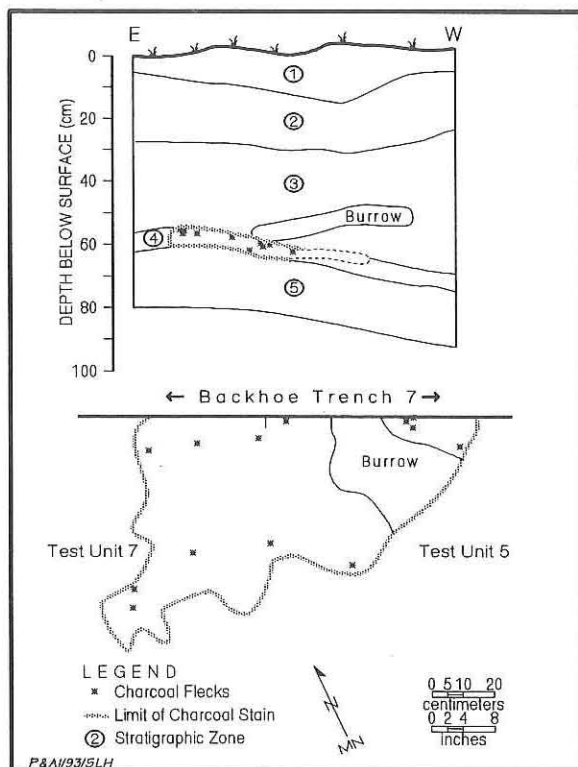 E W
0
20
40
60
80
100
DEPTH BELOW SURFACE (cm)
①
②
③
Burrow
④
⑤
← Backhoe Trench 7 →
Burrow
Test Unit 7 Test Unit 5
LEGEND
Charcoal Flecks
Limit of Charcoal Stain
② Stratigraphic Zone
N
MN
0 5 10 20
centimeters
0 2 4 8
inches
P&AI/93/SLH